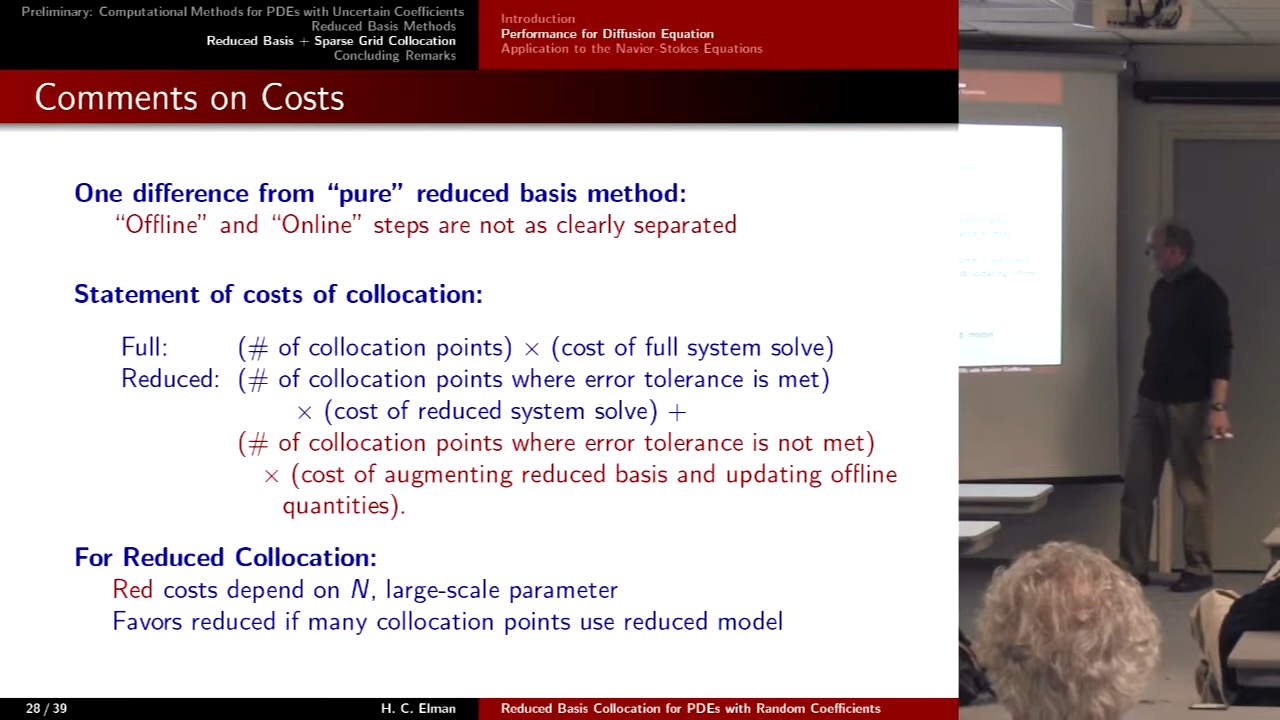 Preliminary: Computational Methods for PDEs with Uncertain Coefficients
Reduced Basis Methods
Reduced Basis + Sparse Grid Collocation
Concluding Remarks
Introduction
Performance for Diffusion Equation
Application to the Navier-Stokes Equations
Comments on Costs
One difference from “pure” reduced basis method:
“Offline” and “Online” steps are not as clearly separated
Statement of costs of collocation:
Full: (# of collocation points) × (cost of full system solve)
Reduced: (# of collocation points where error tolerance is met)
× (cost of reduced system solve) +
(# of collocation points where error tolerance is not met)
× (cost of augmenting reduced basis and updating offline
quantities).
For Reduced Collocation:
Red costs depend on N, large-scale parameter
Favors reduced if many collocation points use reduced model
28 / 39
H. C. Elman
Reduced Basis Collocation for PDEs with Random Coefficients